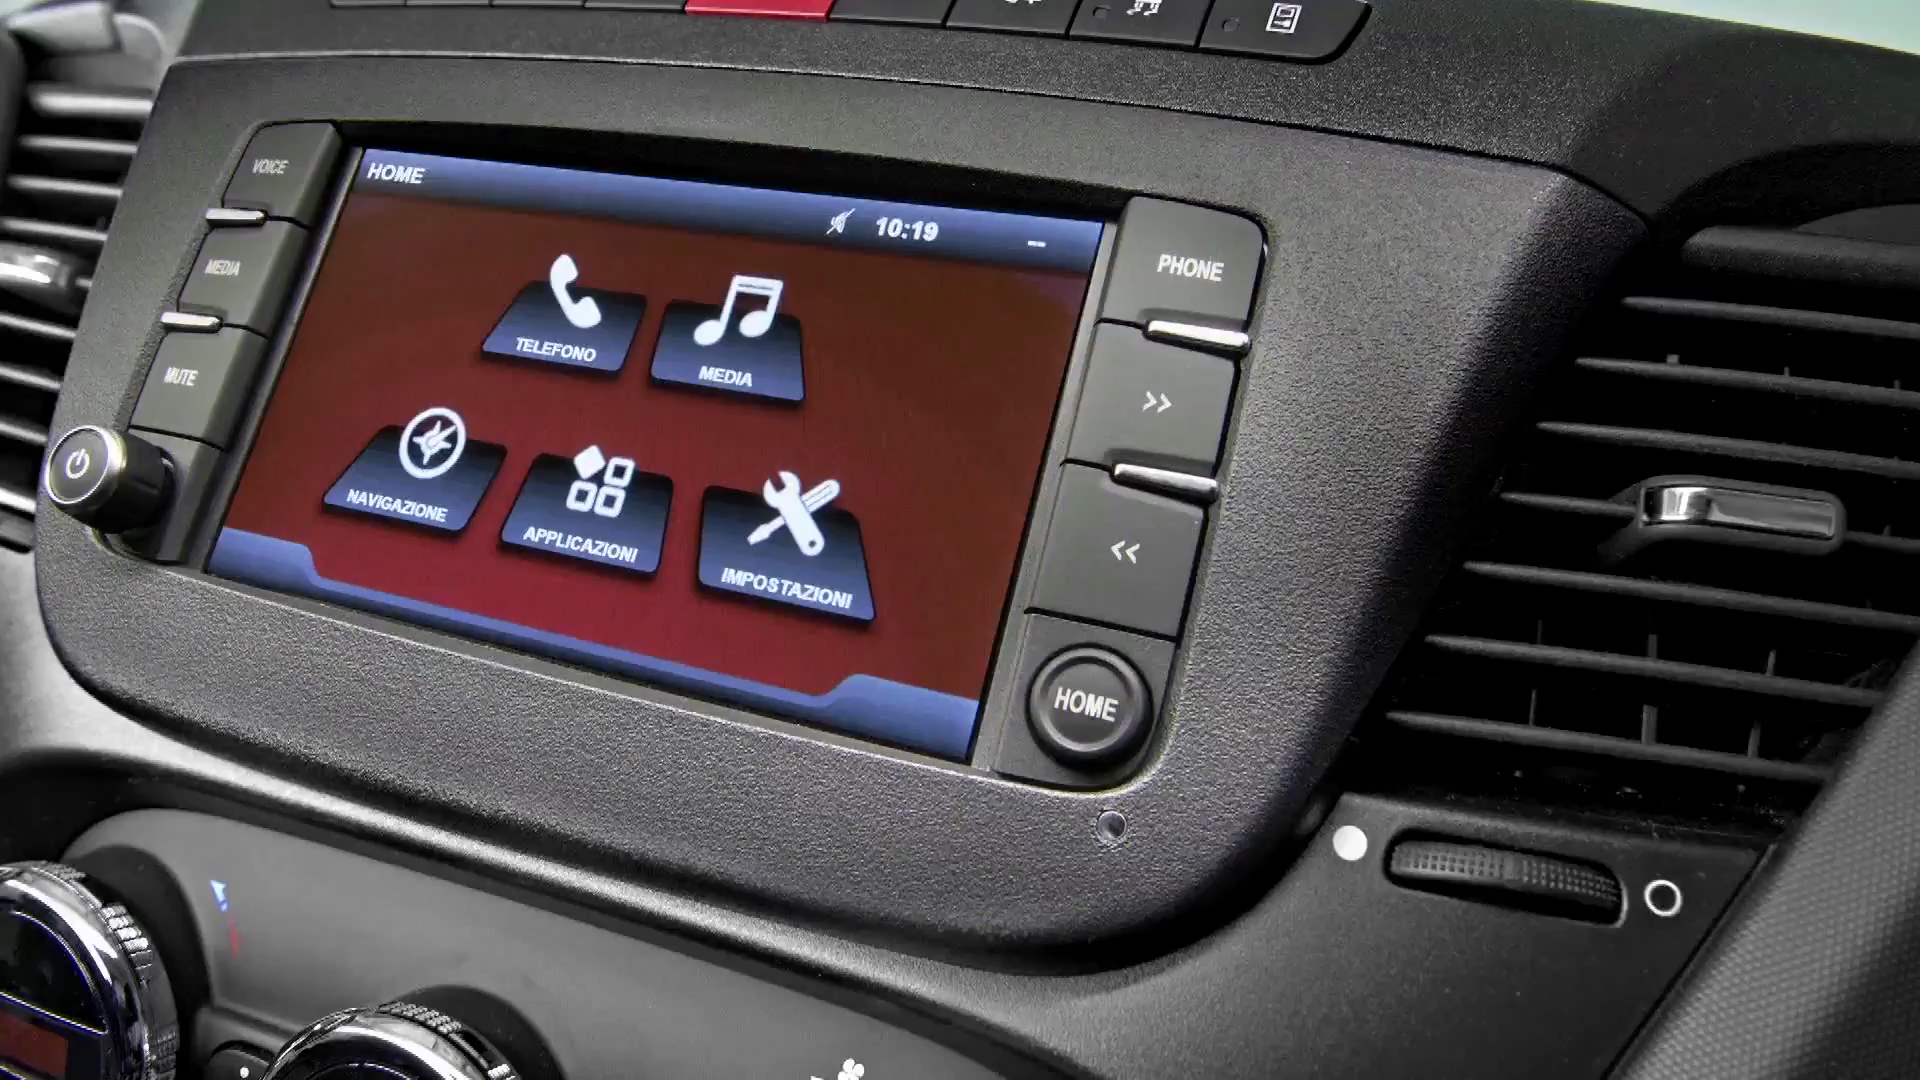 VOICE
MEDIA
MUTE
HOME
10:19
TELEFONO
MEDIA
NAVIGAZIONE
APPLICAZIONI
IMPOSTAZIONI
PHONE
>>
<<
HOME